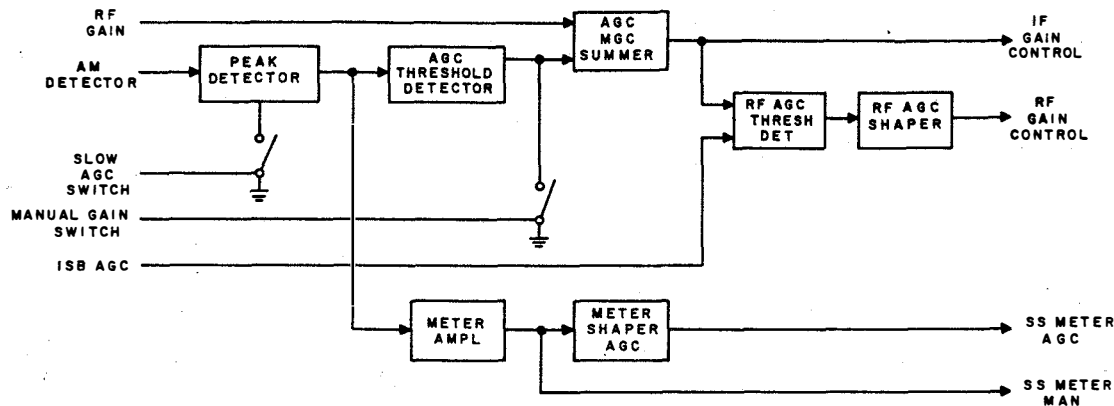 RF
GAIN
AM
DETECTOR
SLOW
AGC
SWITCH
MANUAL GAIN
SWITCH
ISB AGC
PEAK
DETECTOR
AGC
THRESHOLD
DETECTOR
AGC
MGC
SUMMER
RF AGC
THRESH
DET
RF AGC
SHAPER
METER
AMPL
METER
SHAPER
AGC
IF
GAIN
CONTROL
RF
GAIN
CONTROL
SS METER
AGC
SS METER
MAN